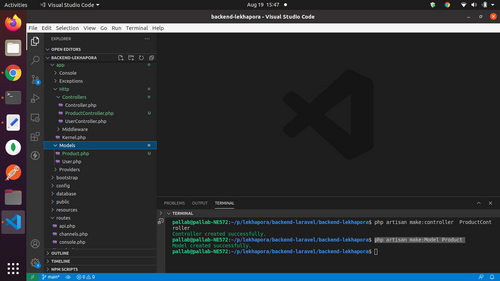 Activities
Visual Studio Code
Aug 19 15:47
backend-lekhapora - Visual Studio Code
File Edit Selection View Go Run Terminal Help
EXPLORER
OPEN EDITORS
BACKEND-LEKHAPORA
app
Console
Exceptions
Http
Controllers
Controller.php
ProductController.php U
UserController.php
Middleware
Kernel.php
Models
Product.php U
User.php
Providers
bootstrap
config
database
public
resources
routes
api.php
channels.php
console.php
OUTLINE
TIMELINE
NPM SCRIPTS
PROBLEMS OUTPUT TERMINAL
TERMINAL
pallab@pallab-NE572:~/p/lekhapora/backend-laravel/backend-lekhapora$ php artisan make:controller ProductCont
roller
Controller created successfully.
pallab@pallab-NE572:~/p/lekhapora/backend-laravel/backend-lekhapora$ php artisan make:Model Product
Model created successfully.
pallab@pallab-NE572:~/p/lekhapora/backend-laravel/backend-lekhapora$
main* 0 0